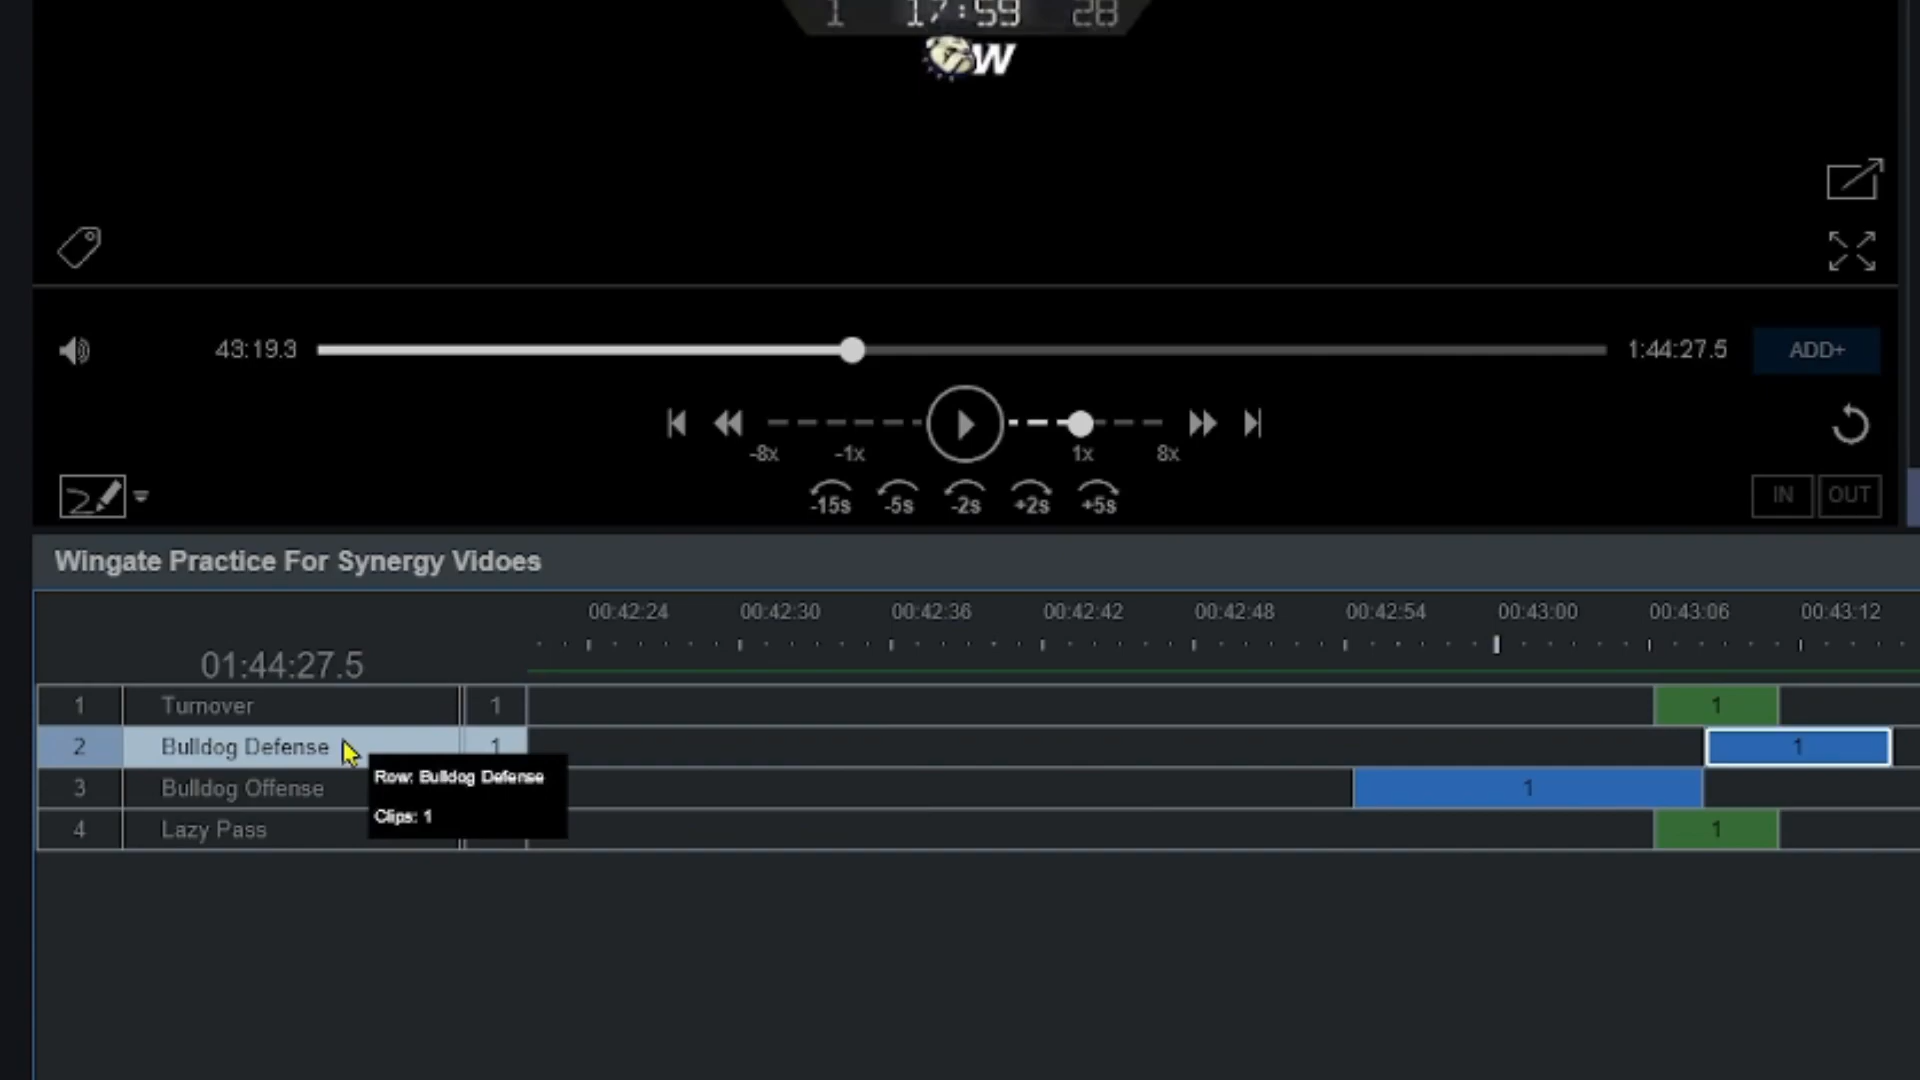 1 17:59 28
W
43:19.3 1:44:27.5 ADD+
-8x -1x 1x 8x
-15s -5s -2s +2s +5s IN OUT
Wingate Practice For Synergy Vidoes
00:42:24 00:42:30 00:42:36 00:42:42 00:42:48 00:42:54 00:43:00 00:43:06 00:43:12
01:44:27.5
1 Turnover 1 1
2 Bulldog Defense 1 1
Row: Bulldog Defense
3 Bulldog Offense 1
Clips: 1
4 Lazy Pass 1